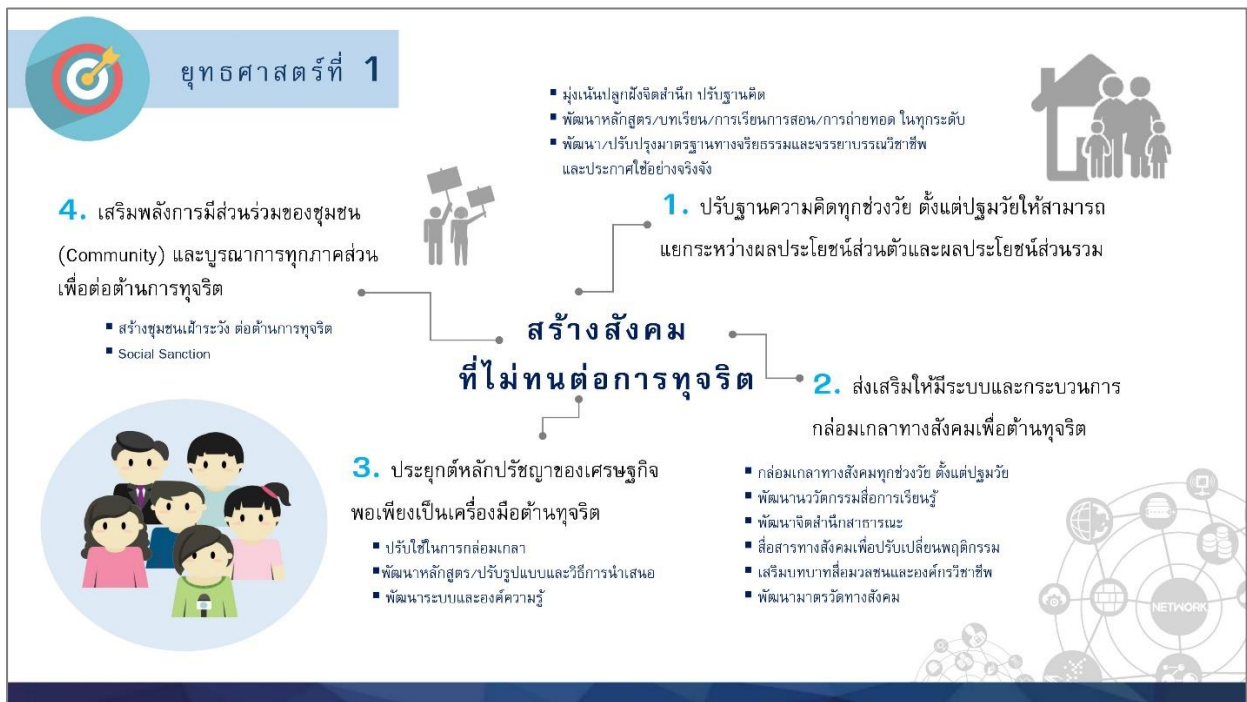 ยุทธศาสตร์ที่ 1
▪ มุ่งเน้นปลูกฝังจิตสำนึก ปรับฐานคิด
▪ พัฒนาหลักสูตร/บทเรียน/การเรียนการสอน/การถ่ายทอด ในทุกระดับ
▪ พัฒนา/ปรับปรุงมาตรฐานทางจริยธรรมและจรรยาบรรณวิชาชีพ
และประกาศใช้อย่างจริงจัง
1. ปรับฐานความคิดทุกช่วงวัย ตั้งแต่ปฐมวัยให้สามารถ
แยกระหว่างผลประโยชน์ส่วนตัวและผลประโยชน์ส่วนรวม
4. เสริมพลังการมีส่วนร่วมของชุมชน
(Community) และบูรณาการทุกภาคส่วน
เพื่อต่อต้านการทุจริต
▪ สร้างชุมชนเฝ้าระวัง ต่อต้านการทุจริต
▪ Social Sanction
สร้างสังคม
ที่ไม่ทนต่อการทุจริต
2. ส่งเสริมให้มีระบบและกระบวนการ
กล่อมเกลาทางสังคมเพื่อต้านทุจริต
▪ กล่อมเกลาทางสังคมทุกช่วงวัย ตั้งแต่ปฐมวัย
▪ พัฒนานวัตกรรมสื่อการเรียนรู้
▪ พัฒนาจิตสำนึกสาธารณะ
▪ สื่อสารทางสังคมเพื่อปรับเปลี่ยนพฤติกรรม
▪ เสริมบทบาทสื่อมวลชนและองค์กรวิชาชีพ
▪ พัฒนามาตรวัดทางสังคม
3. ประยุกต์หลักปรัชญาของเศรษฐกิจ
พอเพียงเป็นเครื่องมือต้านทุจริต
▪ ปรับใช้ในการกล่อมเกลา
▪พัฒนาหลักสูตร/ปรับรูปแบบและวิธีการนำเสนอ
▪ พัฒนาระบบและองค์ความรู้
NETWORK